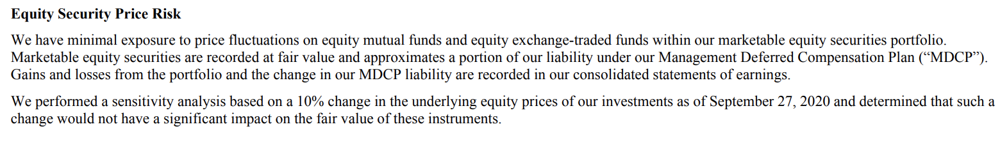 Equity Security Price Risk
We have minimal exposure to price fluctuations on equity mutual funds and equity exchange-traded funds within our marketable equity securities portfolio.
Marketable equity securities are recorded at fair value and approximates a portion of our liability under our Management Deferred Compensation Plan (“MDCP”).
Gains and losses from the portfolio and the change in our MDCP liability are recorded in our consolidated statements of earnings.
We performed a sensitivity analysis based on a 10% change in the underlying equity prices of our investments as of September 27, 2020 and determined that such a
change would not have a significant impact on the fair value of these instruments.